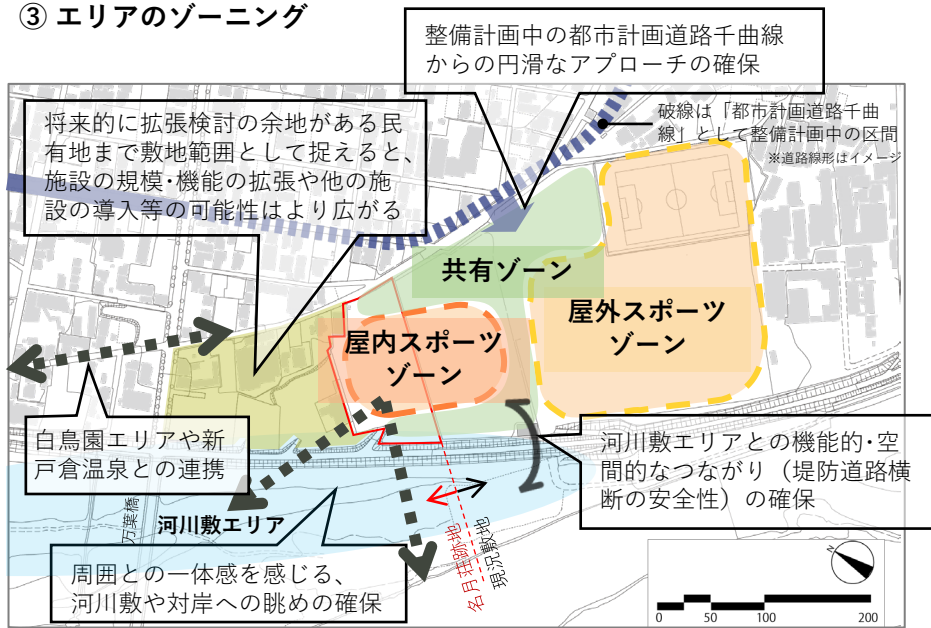 ③ エリアのゾーニング
整備計画中の都市計画道路千曲線
からの円滑なアプローチの確保
破線は「都市計画道路千曲
線」として整備計画中の区間
※道路線形はイメージ
将来的に拡張検討の余地がある民
有地まで敷地範囲として捉えると、
施設の規模・機能の拡張や他の施
設の導入等の可能性はより広がる
共有ゾーン
屋外スポーツ
ゾーン
屋内スポーツ
ゾーン
白鳥園エリアや新
戸倉温泉との連携
河川敷エリアとの機能的・空
間的なつながり（堤防道路横
断の安全性）の確保
万葉橋
河川敷エリア
名月荘跡地
現況敷地
周囲との一体感を感じる、
河川敷や対岸への眺めの確保
N
0 50 100 200